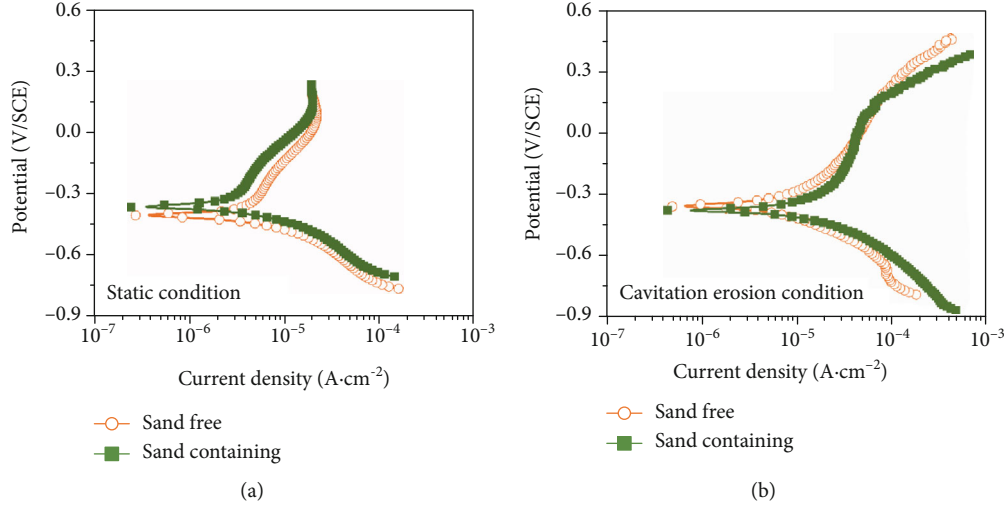 0.6
0.3
0.0
−0.3
−0.6
−0.9
Potential (V/SCE)
Static condition
10⁻⁷ 10⁻⁶ 10⁻⁵ 10⁻⁴ 10⁻³
Current density (A·cm⁻²)
Sand free
Sand containing
(a)
0.6
0.3
0.0
−0.3
−0.6
−0.9
Potential (V/SCE)
Cavitation erosion condition
10⁻⁷ 10⁻⁶ 10⁻⁵ 10⁻⁴ 10⁻³
Current density (A·cm⁻²)
Sand free
Sand containing
(b)